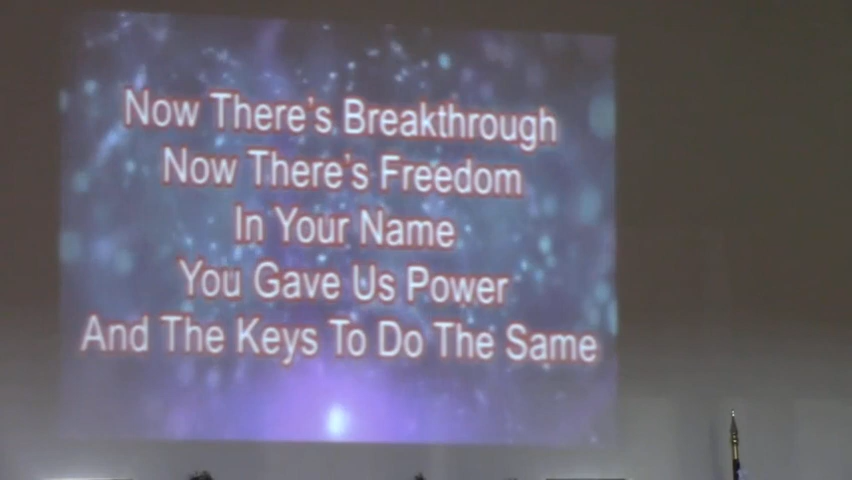 Now There's Breakthrough
Now There's Freedom
In Your Name
You Gave Us Power
And The Keys To Do The Same